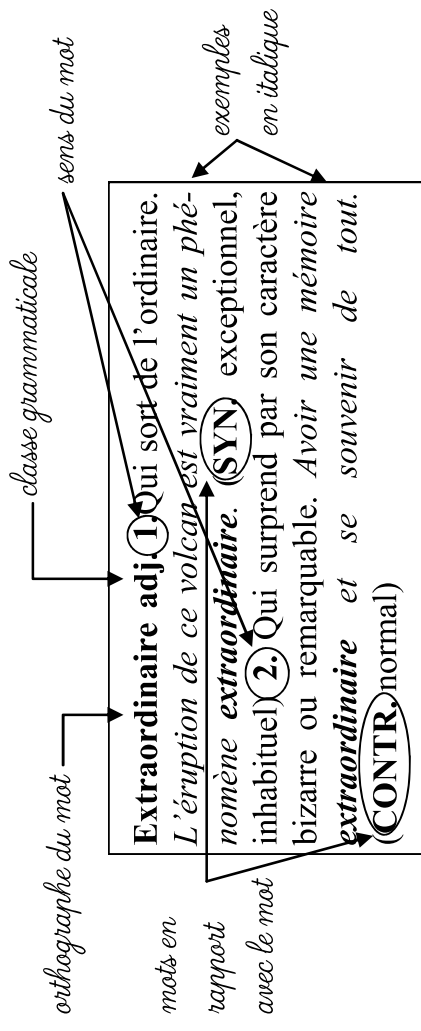 classe grammaticale
orthographe du mot
sens du mot
Extraordinaire adj. 1. Qui sort de l'ordinaire.
L'éruption de ce volcan est vraiment un phé-
nomène extraordinaire. (SYN. exceptionnel,
inhabituel) 2. Qui surprend par son caractère
bizarre ou remarquable. Avoir une mémoire
extraordinaire et se souvenir de tout.
(CONTR. normal)
mots en
rapport
avec le mot
exemples
en italique